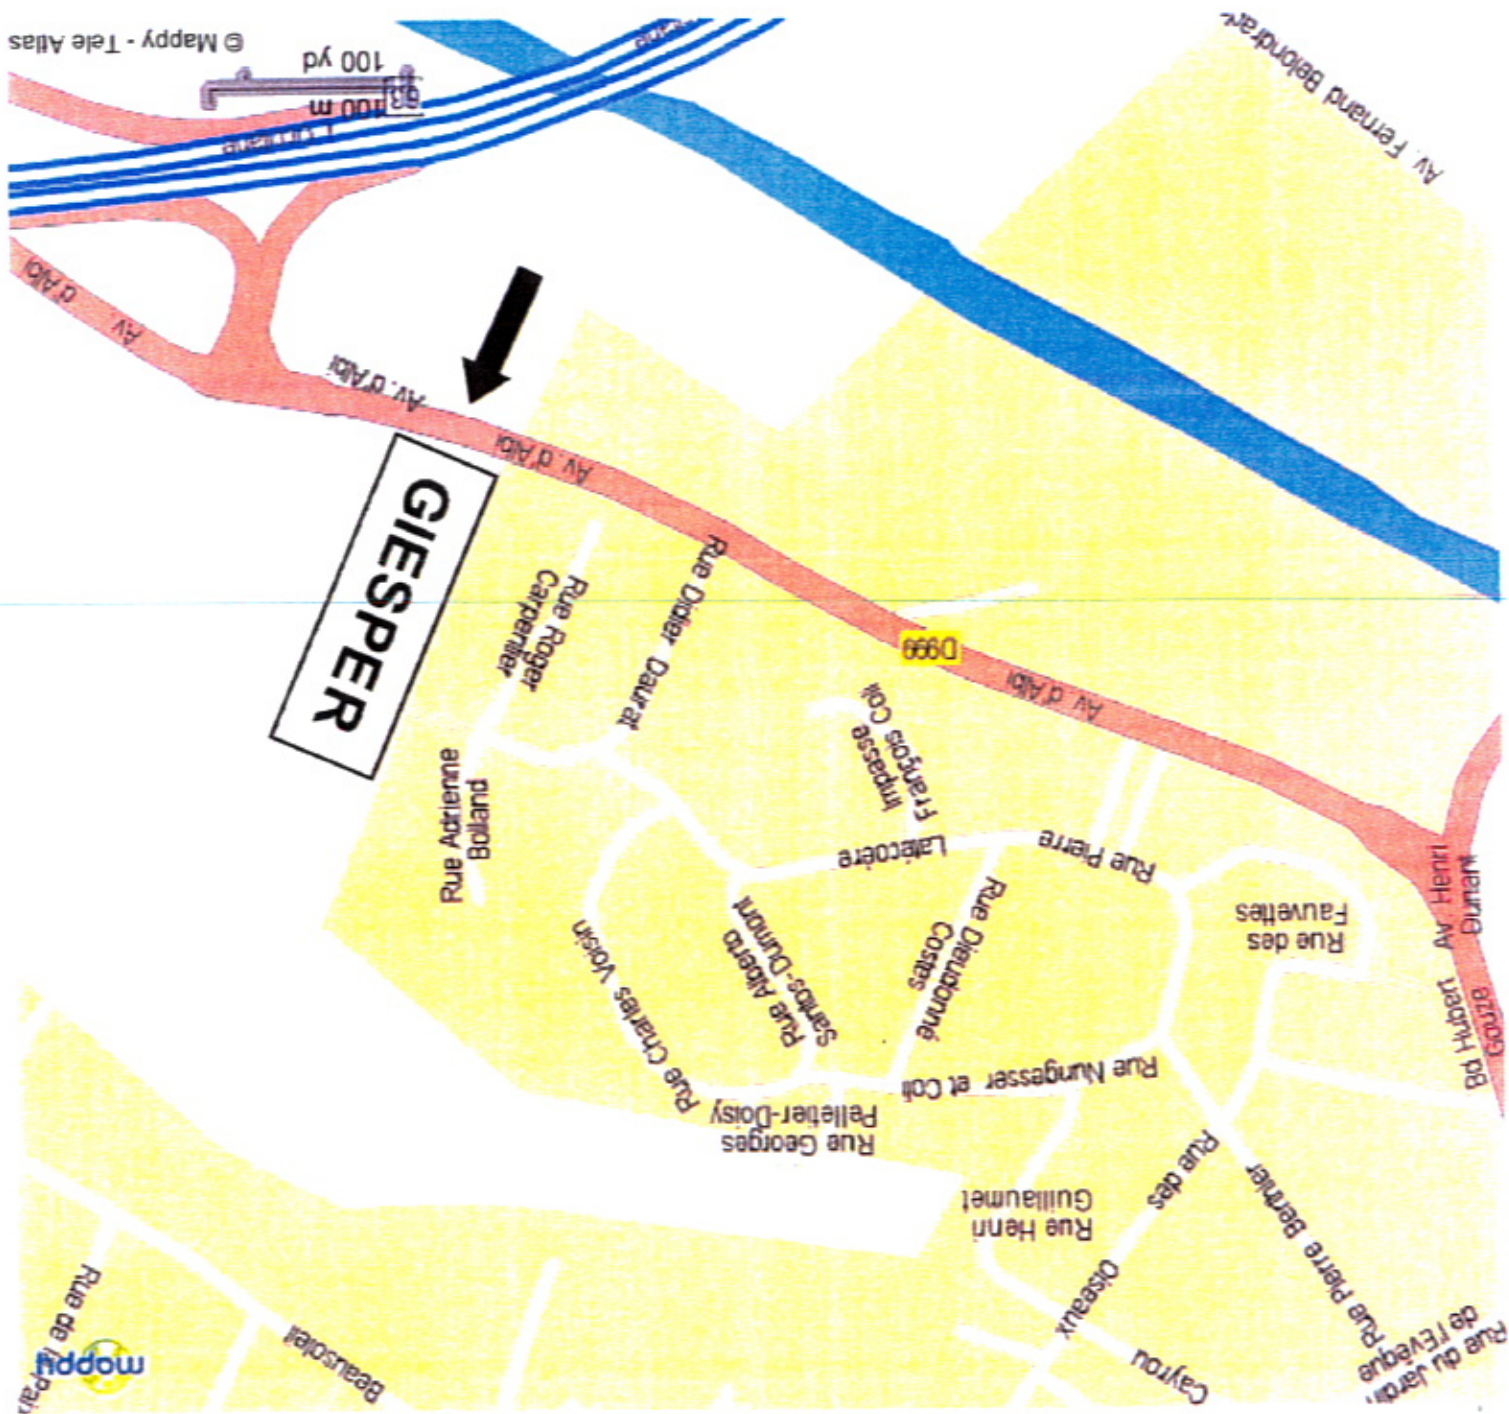 mappy
Rue du Jardin
de l'Evêque
Cayrou
Rue Pierre Berthier
Rue des
Oiseaux
Beausoleil
Rue de la Paix
Rue Henri
Guillaumet
Rue Georges
Pelletier-Doisy
Rue Nungesser et Coli
Bd Hubert
Gouze
Av Henri
Dunant
Rue des
Fauvettes
Rue Dieudonné
Costes
Rue Alberto
Santos-Dumont
Rue Charles Voisin
Rue Pierre
Latécoère
Rue Adrienne
Bolland
Impasse
François Coli
Av d'Albi
D999
Rue Didier Daurat
Rue Roger
Carpentier
GIESPER
Av. d'Albi
Av. d'Albi
Av
d'Albi
Av. Fernand Belondrade
100 m
100 yd
© Mappy - Tele Atlas